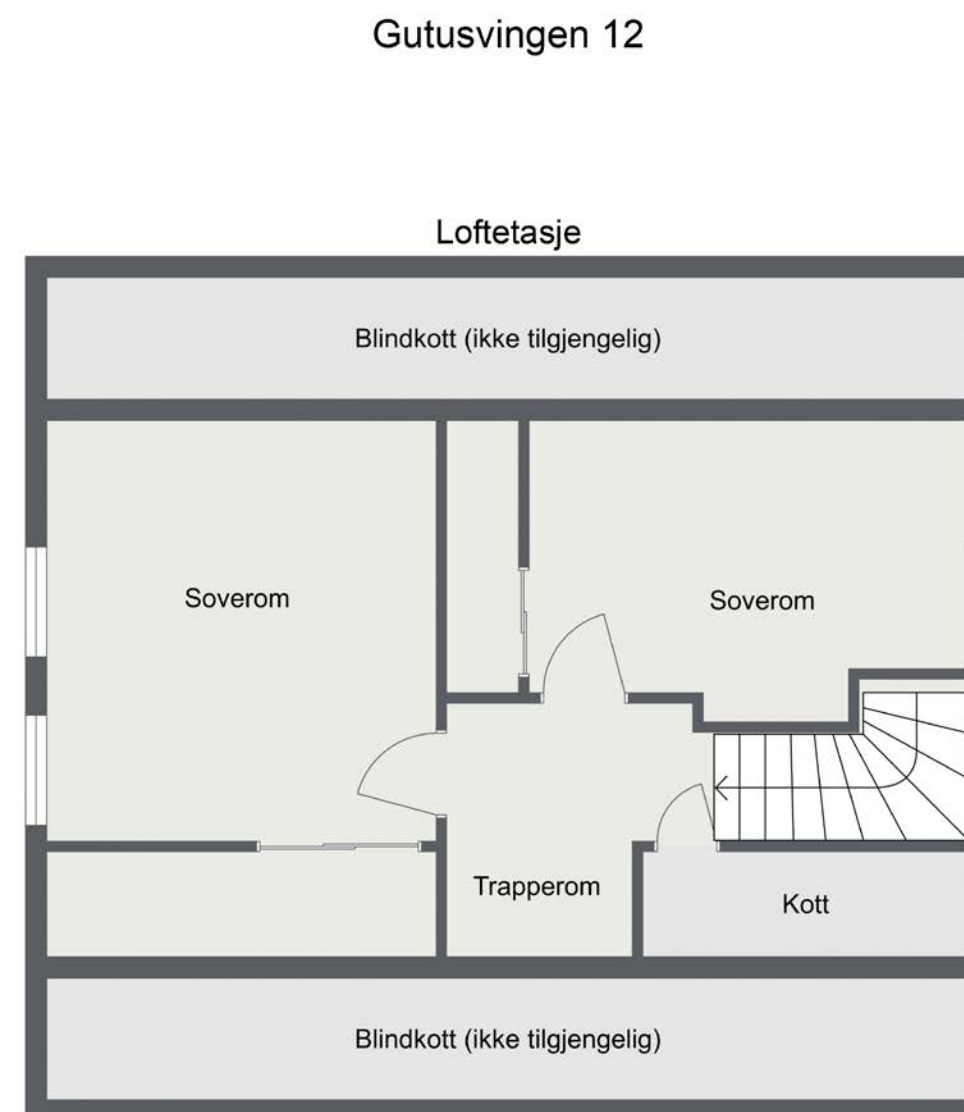 Gutusvingen 12
Loftetasje
Blindkott (ikke tilgjengelig)
Soverom
Soverom
Trapperom
Kott
Blindkott (ikke tilgjengelig)